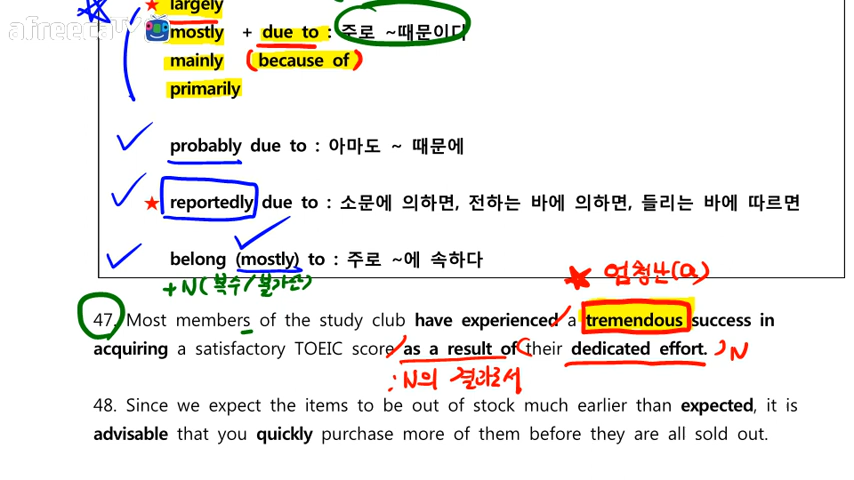 afreecaTV
★ largely
mostly + due to : 주로 ~때문이다
mainly (because of)
primarily
probably due to : 아마도 ~ 때문에
★ reportedly due to : 소문에 의하면, 전하는 바에 의하면, 들리는 바에 따르면
belong (mostly) to : 주로 ~에 속하다
+N(복수/불가산)
★ 엄청난(a)
47. Most members of the study club have experienced a tremendous success in
acquiring a satisfactory TOEIC score as a result of their dedicated effort. N
: N의 결과로서
48. Since we expect the items to be out of stock much earlier than expected, it is
advisable that you quickly purchase more of them before they are all sold out.